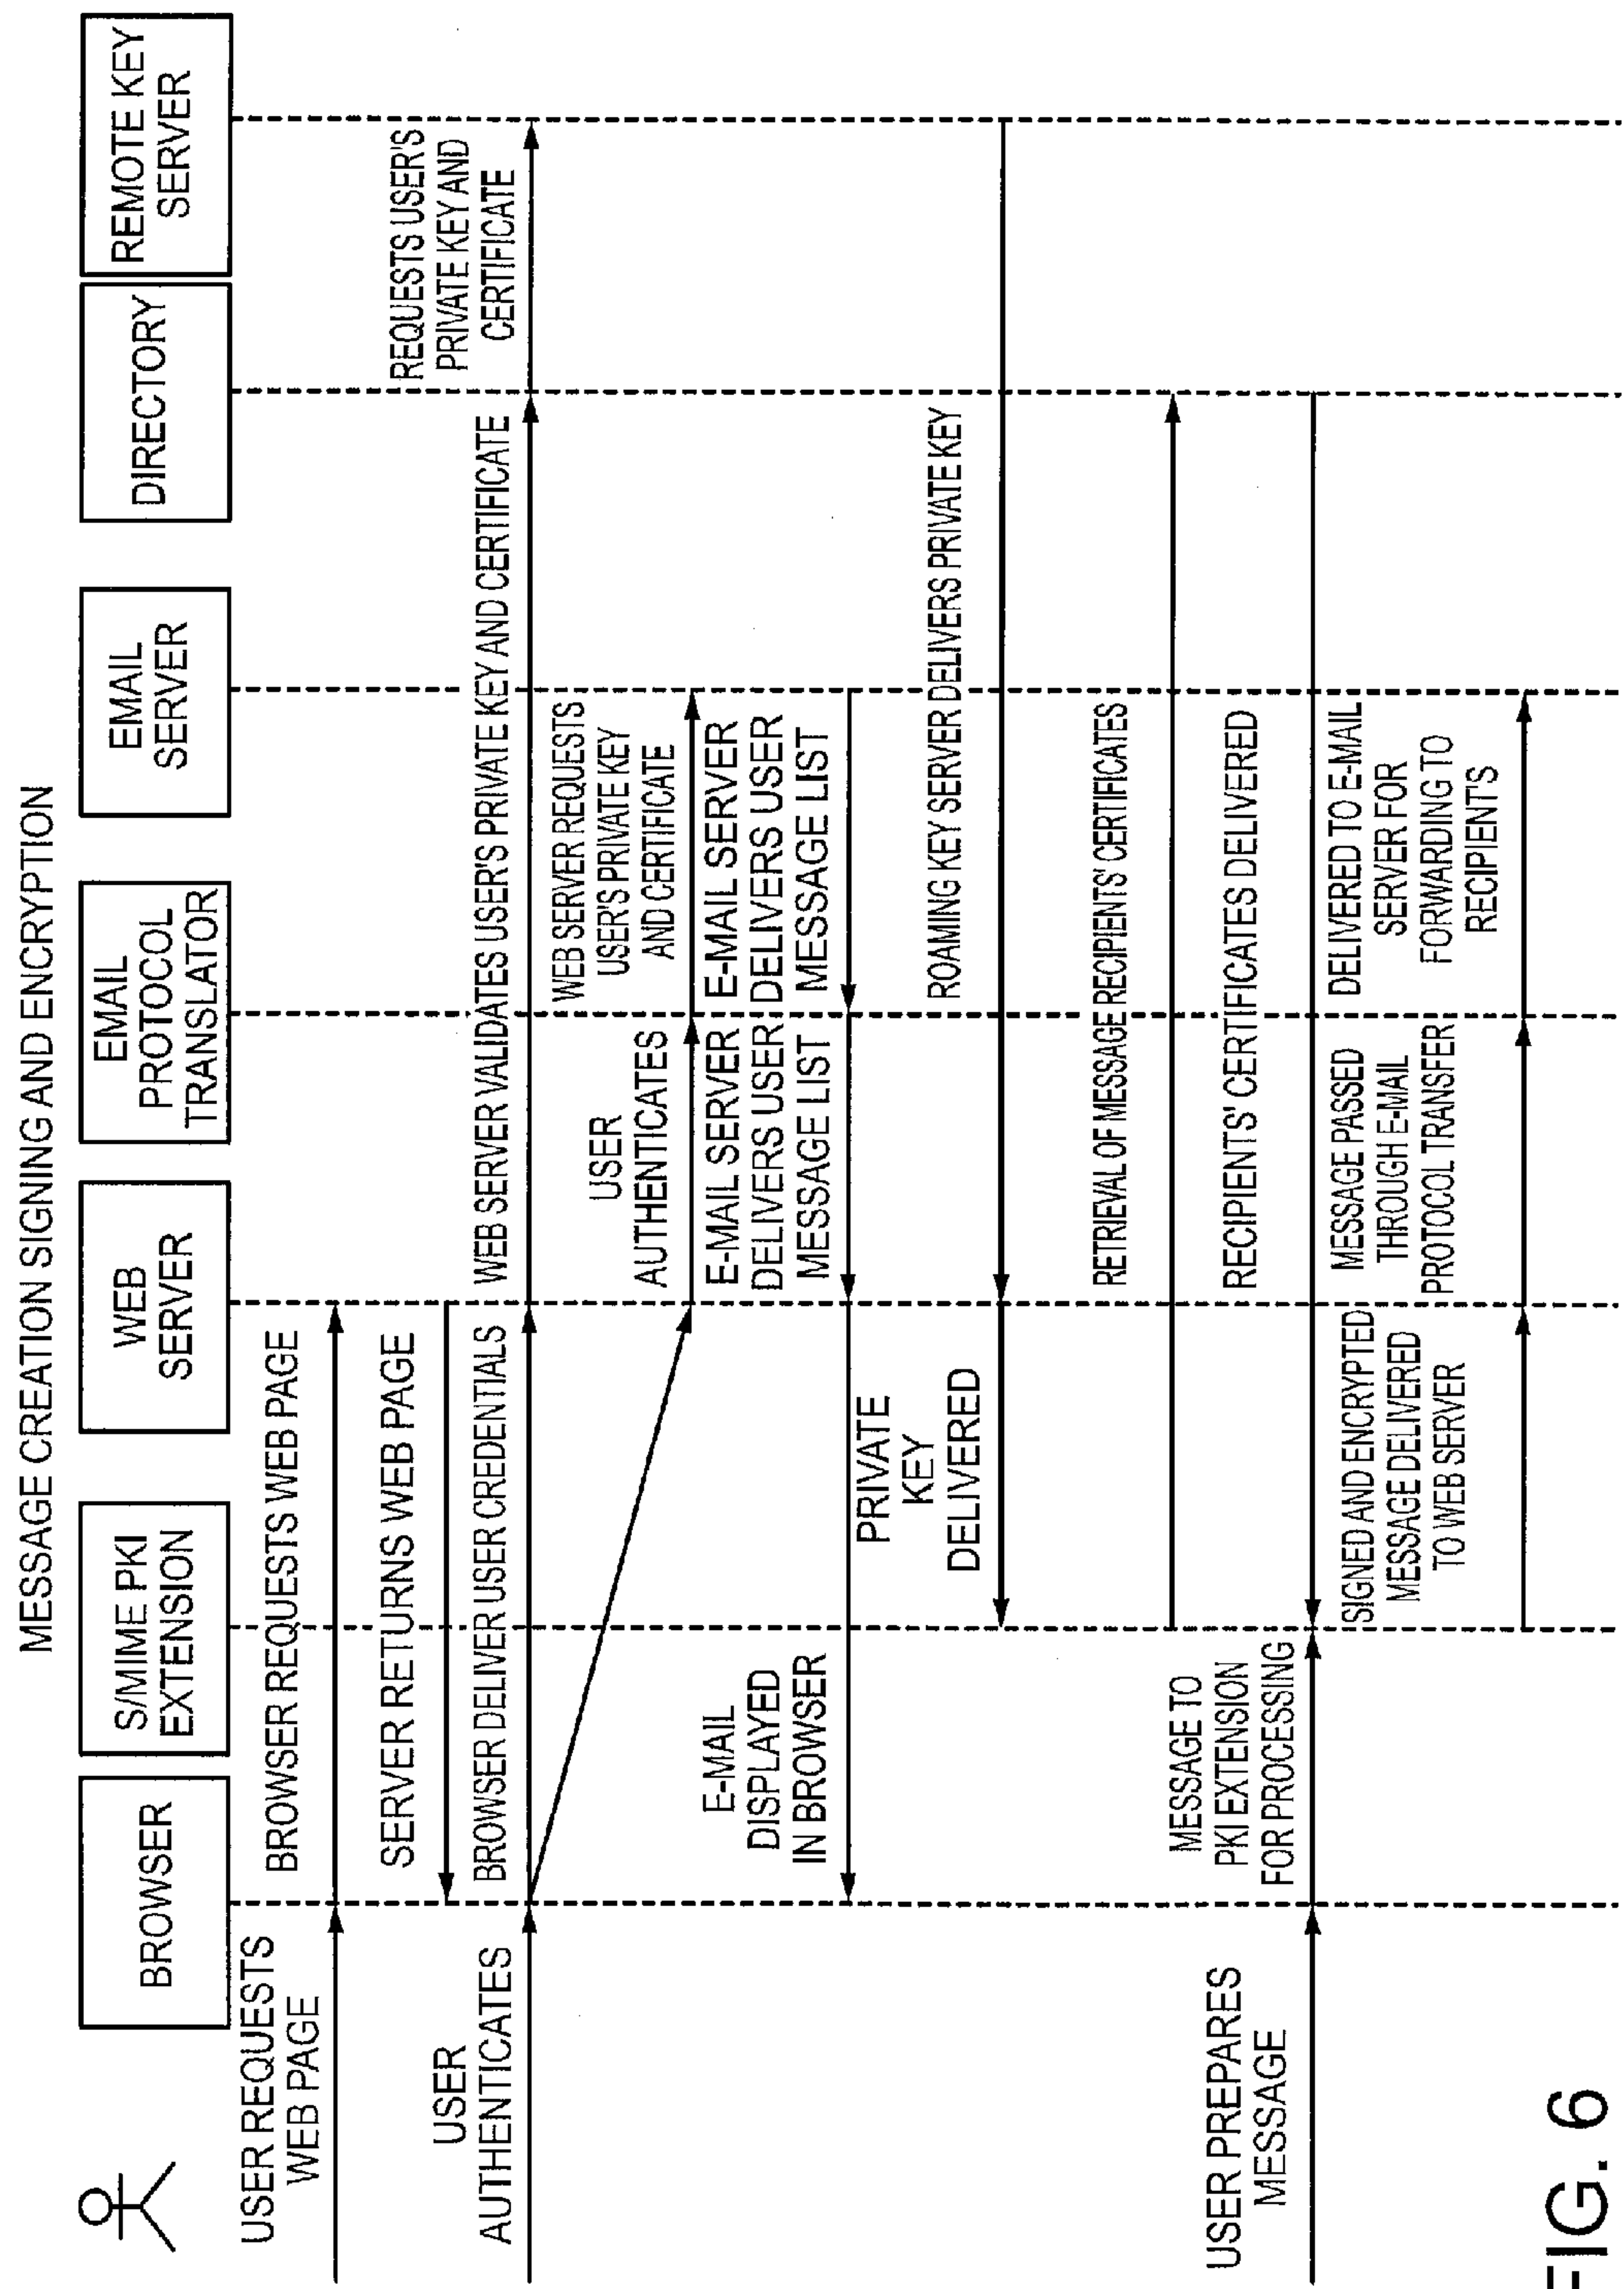 MESSAGE CREATION SIGNING AND ENCRYPTION
BROWSER
S/MIME PKI
EXTENSION
WEB
SERVER
EMAIL
PROTOCOL
TRANSLATOR
EMAIL
SERVER
DIRECTORY
REMOTE KEY
SERVER
USER REQUESTS
WEB PAGE
BROWSER REQUESTS WEB PAGE
SERVER RETURNS WEB PAGE
USER
AUTHENTICATES
BROWSER DELIVER USER CREDENTIALS
WEB SERVER VALIDATES USER'S PRIVATE KEY AND CERTIFICATE
REQUESTS USER'S
PRIVATE KEY AND
CERTIFICATE
USER
AUTHENTICATES
WEB SERVER REQUESTS
USER'S PRIVATE KEY
AND CERTIFICATE
E-MAIL
DISPLAYED
IN BROWSER
E-MAIL SERVER
DELIVERS USER
MESSAGE LIST
E-MAIL SERVER
DELIVERS USER
MESSAGE LIST
PRIVATE
KEY
DELIVERED
ROAMING KEY SERVER DELIVERS PRIVATE KEY
RETRIEVAL OF MESSAGE RECIPIENTS' CERTIFICATES
USER PREPARES
MESSAGE
MESSAGE TO
PKI EXTENSION
FOR PROCESSING
RECIPIENTS' CERTIFICATES DELIVERED
SIGNED AND ENCRYPTED
MESSAGE DELIVERED
TO WEB SERVER
MESSAGE PASSED
THROUGH E-MAIL
PROTOCOL TRANSFER
DELIVERED TO E-MAIL
SERVER FOR
FORWARDING TO
RECIPIENTS
FIG. 6